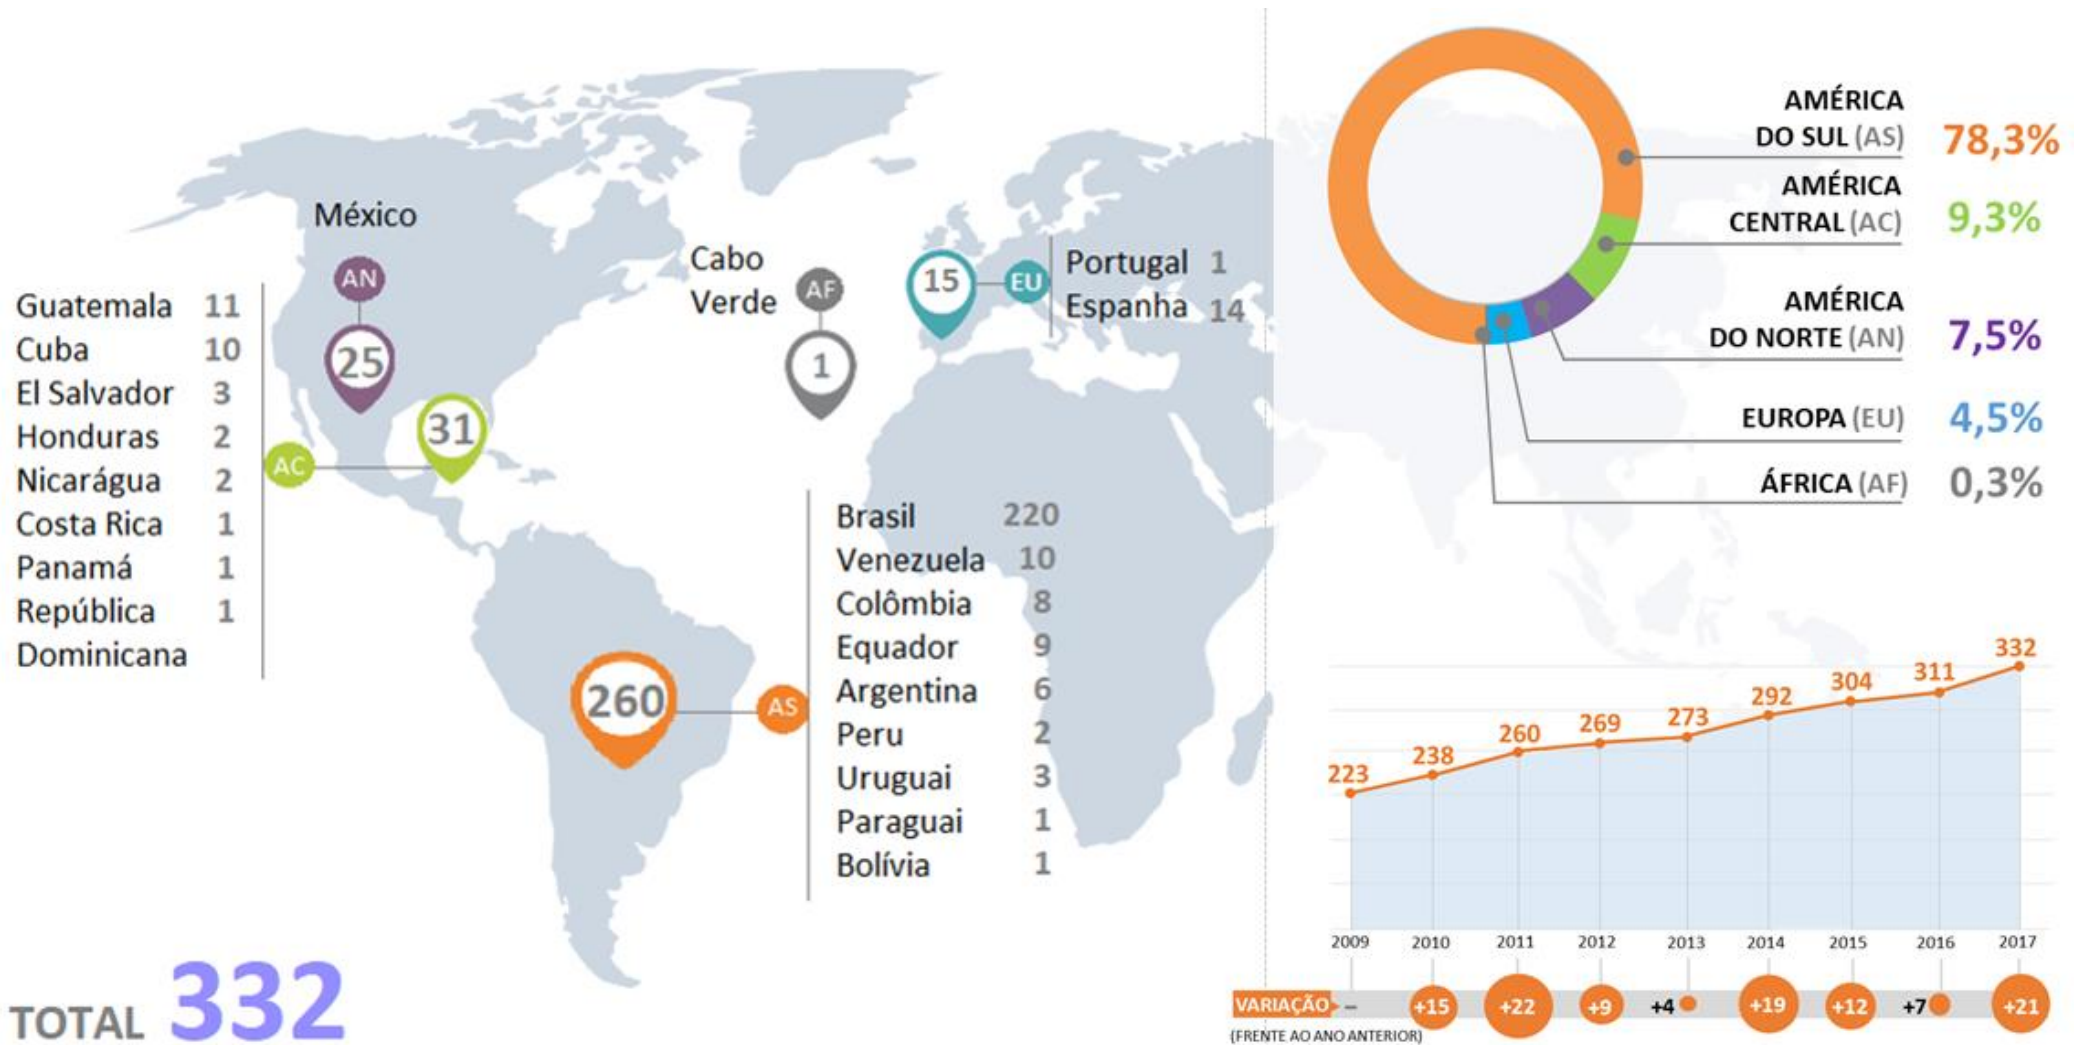 México
AN
25
Guatemala 11
Cuba 10
El Salvador 3
Honduras 2
Nicarágua 2
Costa Rica 1
Panamá 1
República 1
Dominicana
AC
31
Cabo
Verde
AF
1
15
EU
Portugal 1
Espanha 14
260
AS
Brasil 220
Venezuela 10
Colômbia 8
Equador 9
Argentina 6
Peru 2
Uruguai 3
Paraguai 1
Bolívia 1
TOTAL 332
AMÉRICA
DO SUL (AS) 78,3%
AMÉRICA
CENTRAL (AC) 9,3%
AMÉRICA
DO NORTE (AN) 7,5%
EUROPA (EU) 4,5%
ÁFRICA (AF) 0,3%
223 238 260 269 273 292 304 311 332
2009 2010 2011 2012 2013 2014 2015 2016 2017
VARIAÇÃO – +15 +22 +9 +4 +19 +12 +7 +21
(FRENTE AO ANO ANTERIOR)